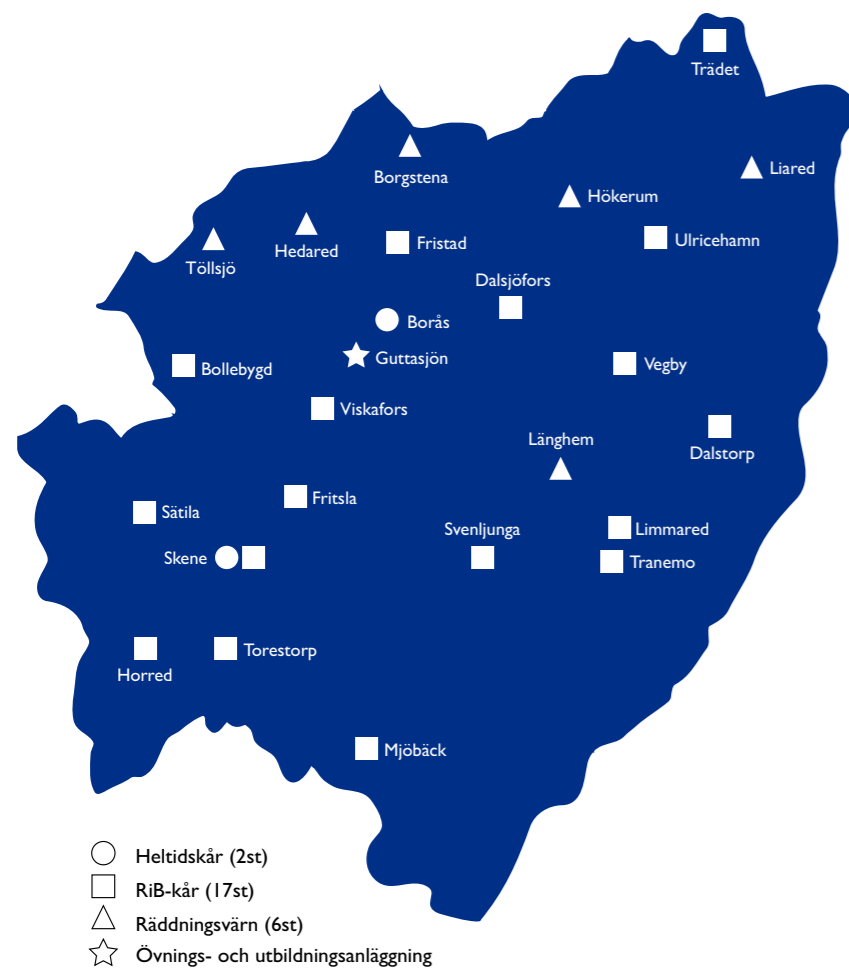 Trädet
Borgstena
Liared
Hökerum
Töllsjö
Hedared
Fristad
Ulricehamn
Dalsjöfors
Borås
Guttasjön
Bollebygd
Vegby
Viskafors
Länghem
Dalstorp
Fritsla
Sätila
Svenljunga
Limmared
Skene
Tranemo
Horred
Torestorp
Mjöbäck
Heltidskår (2st)
RiB-kår (17st)
Räddningsvärn (6st)
Övnings- och utbildningsanläggning